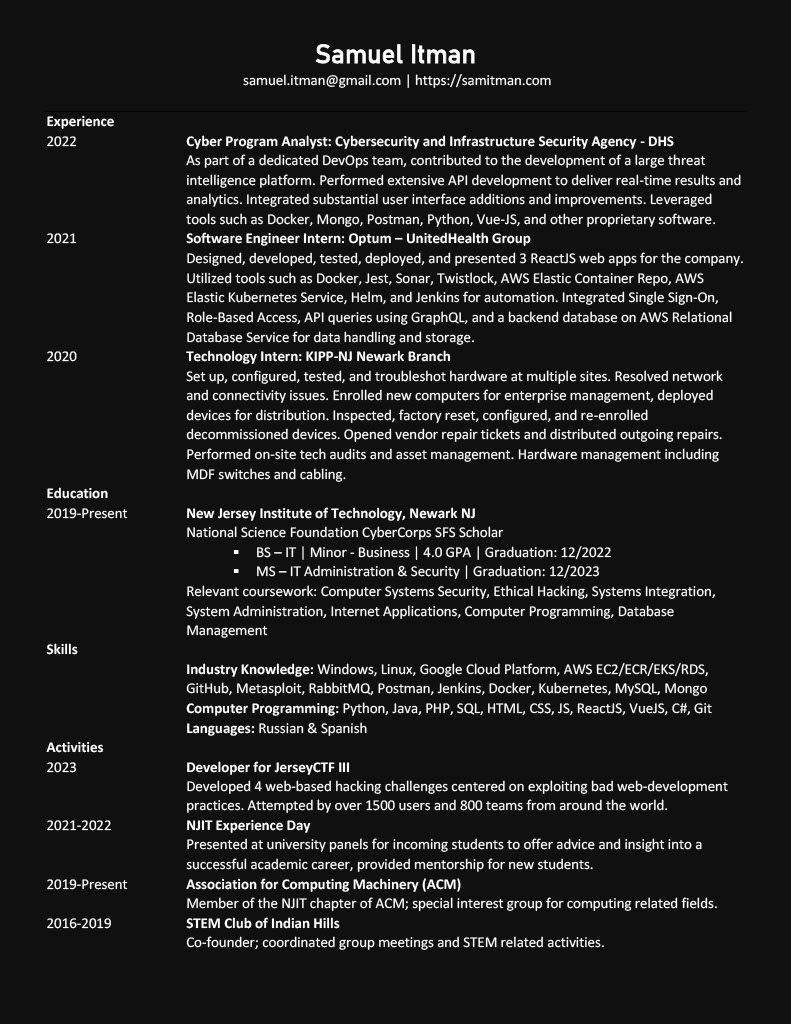 Samuel Itman
samuel.itman@gmail.com | https://samitman.com
Experience
2022 Cyber Program Analyst: Cybersecurity and Infrastructure Security Agency - DHS
As part of a dedicated DevOps team, contributed to the development of a large threat
intelligence platform. Performed extensive API development to deliver real-time results and
analytics. Integrated substantial user interface additions and improvements. Leveraged
tools such as Docker, Mongo, Postman, Python, Vue-JS, and other proprietary software.
2021 Software Engineer Intern: Optum – UnitedHealth Group
Designed, developed, tested, deployed, and presented 3 ReactJS web apps for the company.
Utilized tools such as Docker, Jest, Sonar, Twistlock, AWS Elastic Container Repo, AWS
Elastic Kubernetes Service, Helm, and Jenkins for automation. Integrated Single Sign-On,
Role-Based Access, API queries using GraphQL, and a backend database on AWS Relational
Database Service for data handling and storage.
2020 Technology Intern: KIPP-NJ Newark Branch
Set up, configured, tested, and troubleshot hardware at multiple sites. Resolved network
and connectivity issues. Enrolled new computers for enterprise management, deployed
devices for distribution. Inspected, factory reset, configured, and re-enrolled
decommissioned devices. Opened vendor repair tickets and distributed outgoing repairs.
Performed on-site tech audits and asset management. Hardware management including
MDF switches and cabling.
Education
2019-Present New Jersey Institute of Technology, Newark NJ
National Science Foundation CyberCorps SFS Scholar
▪ BS – IT | Minor - Business | 4.0 GPA | Graduation: 12/2022
▪ MS – IT Administration & Security | Graduation: 12/2023
Relevant coursework: Computer Systems Security, Ethical Hacking, Systems Integration,
System Administration, Internet Applications, Computer Programming, Database
Management
Skills
Industry Knowledge: Windows, Linux, Google Cloud Platform, AWS EC2/ECR/EKS/RDS,
GitHub, Metasploit, RabbitMQ, Postman, Jenkins, Docker, Kubernetes, MySQL, Mongo
Computer Programming: Python, Java, PHP, SQL, HTML, CSS, JS, ReactJS, VueJS, C#, Git
Languages: Russian & Spanish
Activities
2023 Developer for JerseyCTF III
Developed 4 web-based hacking challenges centered on exploiting bad web-development
practices. Attempted by over 1500 users and 800 teams from around the world.
2021-2022 NJIT Experience Day
Presented at university panels for incoming students to offer advice and insight into a
successful academic career, provided mentorship for new students.
2019-Present Association for Computing Machinery (ACM)
Member of the NJIT chapter of ACM; special interest group for computing related fields.
2016-2019 STEM Club of Indian Hills
Co-founder; coordinated group meetings and STEM related activities.